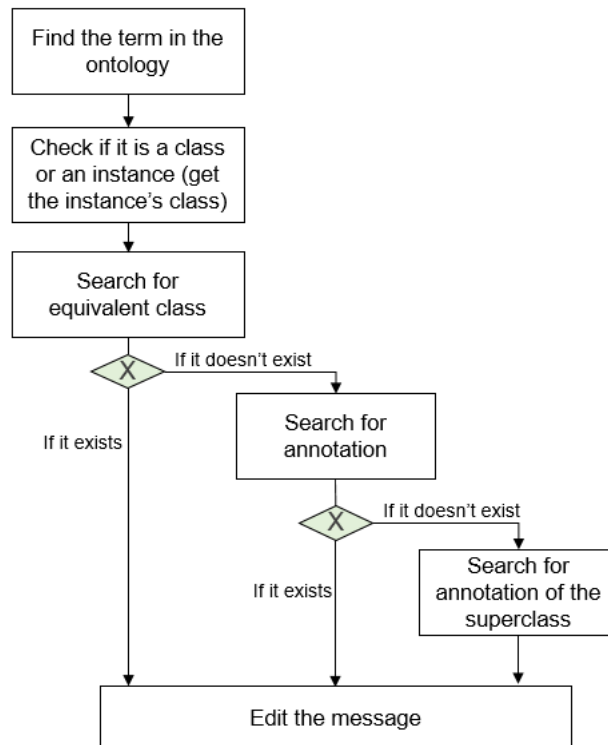 Find the term in the
ontology
Check if it is a class
or an instance (get
the instance's class)
Search for
equivalent class
X
If it doesn't exist
Search for
annotation
If it exists
X
If it doesn't exist
Search for
annotation of the
superclass
If it exists
Edit the message